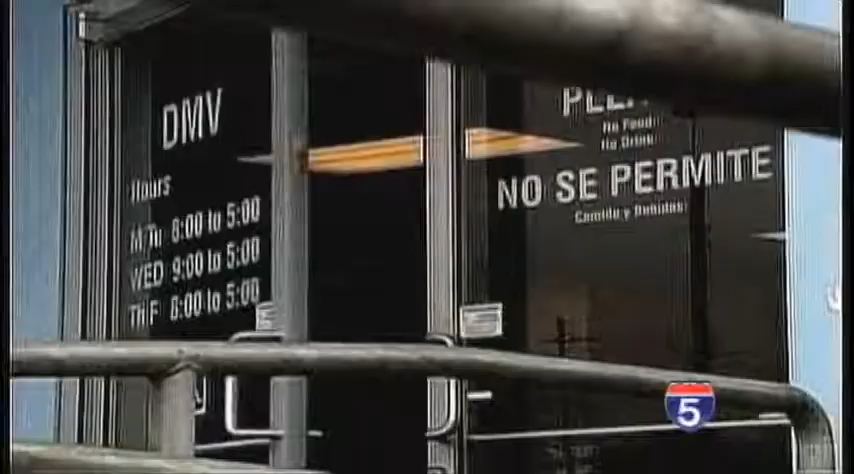 DMV
Hours
M/Tu 8:00 to 5:00
WED 9:00 to 5:00
TH F 8:00 to 5:00
No Food
No Drink
NO SE PERMITE
Comida y Bebidas
5